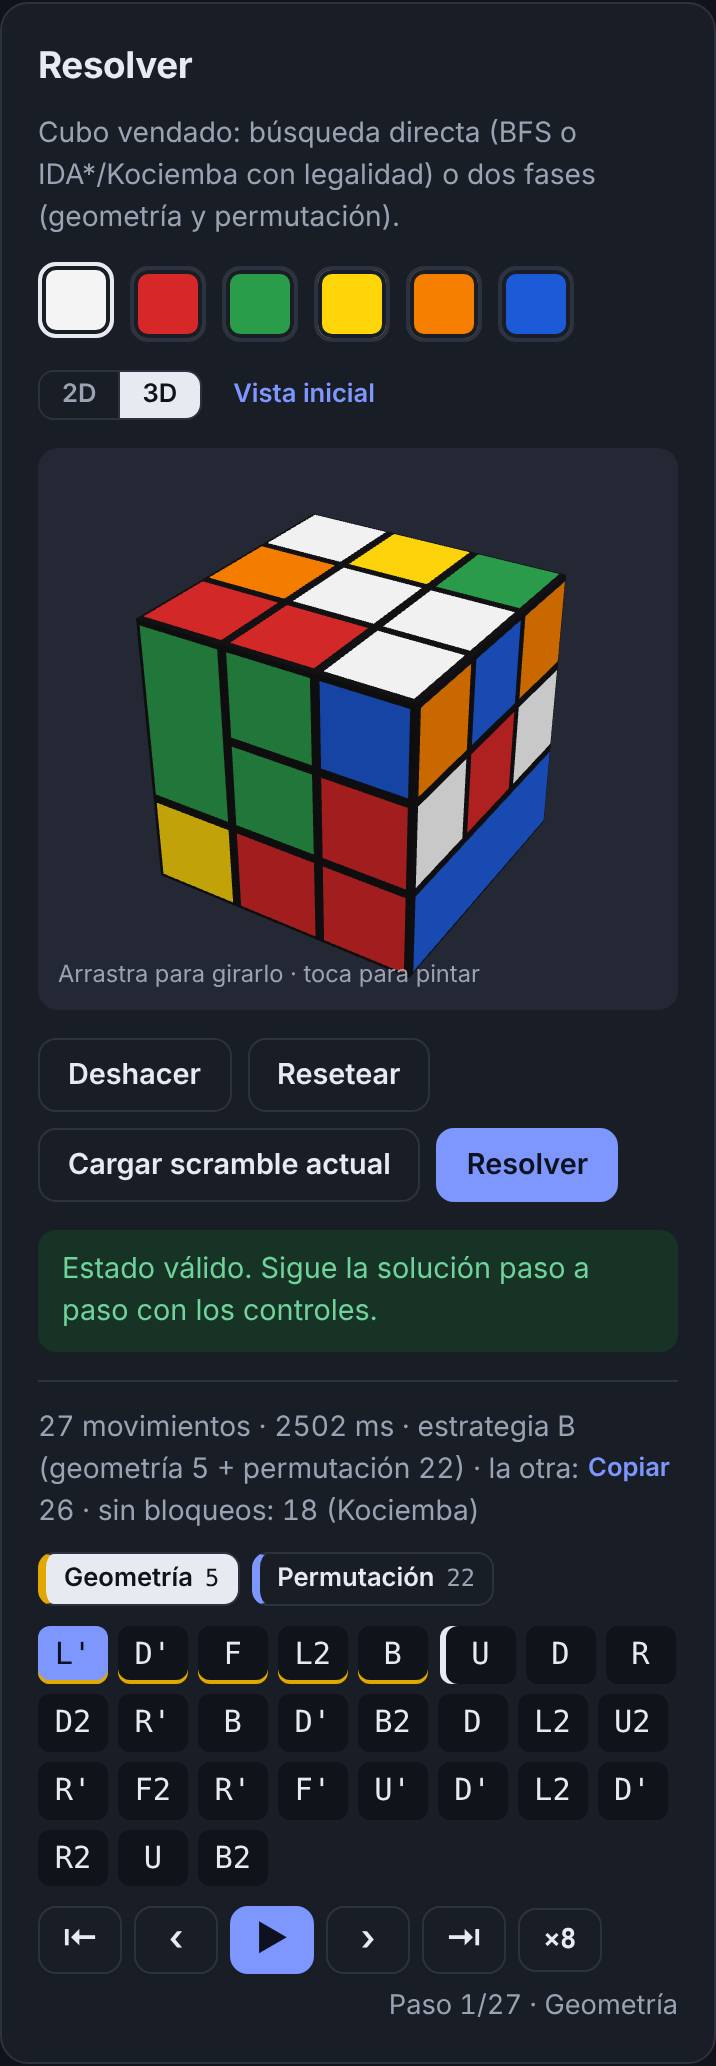 Resolver
Cubo vendado: búsqueda directa (BFS o
IDA*/Kociemba con legalidad) o dos fases
(geometría y permutación).
2D 3D Vista inicial
Arrastra para girarlo · toca para pintar
Deshacer Resetear
Cargar scramble actual Resolver
Estado válido. Sigue la solución paso a
paso con los controles.
27 movimientos · 2502 ms · estrategia B
(geometría 5 + permutación 22) · la otra: Copiar
26 · sin bloqueos: 18 (Kociemba)
Geometría 5 Permutación 22
L' D' F L2 B U D R
D2 R' B D' B2 D L2 U2
R' F2 R' F' U' D' L2 D'
R2 U B2
×8
Paso 1/27 · Geometría